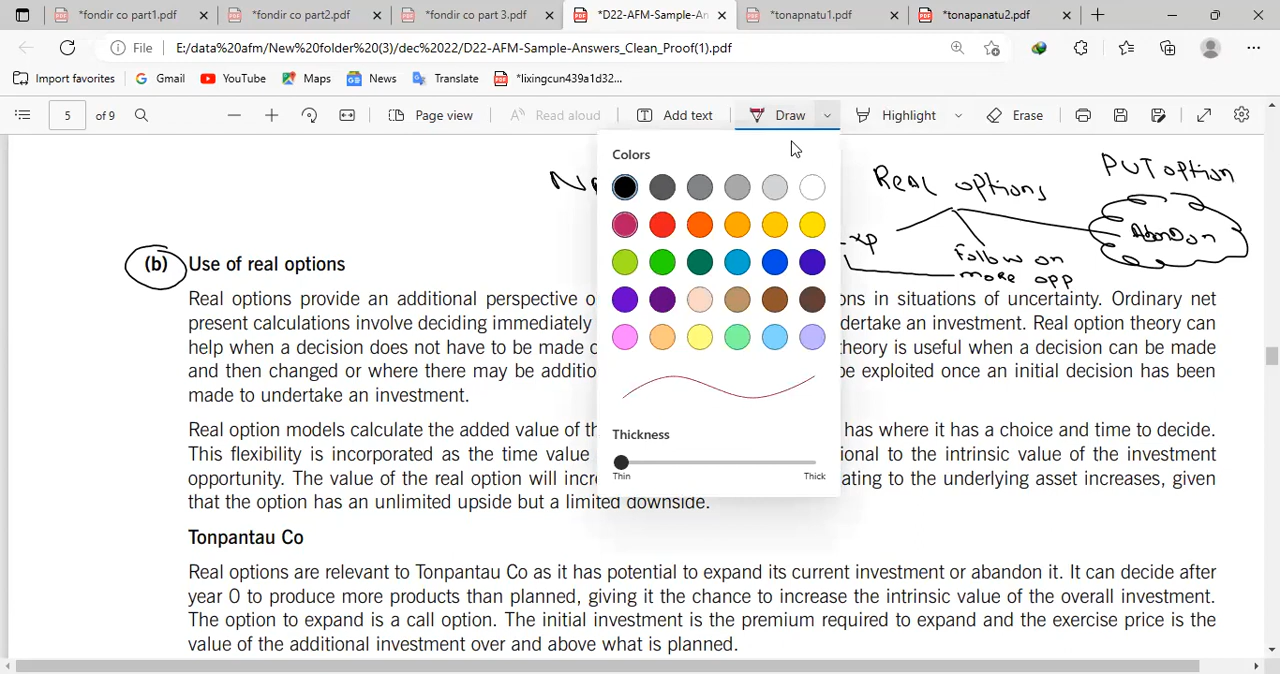 *fondir co part1.pdf
*fondir co part2.pdf
*fondir co part 3.pdf
*D22-AFM-Sample-An
*tonapnatu1.pdf
*tonapanatu2.pdf
File
E:/data%20afm/New%20folder%20(3)/dec%2022/D22-AFM-Sample-Answers_Clean_Proof(1).pdf
Import favorites
Gmail
YouTube
Maps
News
Translate
*lixingcun439a1d32...
5
of 9
Page view
Read aloud
Add text
Draw
Highlight
Erase
Colors
Thickness
Thin
Thick
Real options
PUT option
xp
Follow on
more opp
Abandon
(b) Use of real options
Real options provide an additional perspective o ns in situations of uncertainty. Ordinary net
present calculations involve deciding immediately dertake an investment. Real option theory can
help when a decision does not have to be made theory is useful when a decision can be made
and then changed or where there may be additio be exploited once an initial decision has been
made to undertake an investment.
Real option models calculate the added value of th has where it has a choice and time to decide.
This flexibility is incorporated as the time value ional to the intrinsic value of the investment
opportunity. The value of the real option will incre ating to the underlying asset increases, given
that the option has an unlimited upside but a limited downside.
Tonpantau Co
Real options are relevant to Tonpantau Co as it has potential to expand its current investment or abandon it. It can decide after
year 0 to produce more products than planned, giving it the chance to increase the intrinsic value of the overall investment.
The option to expand is a call option. The initial investment is the premium required to expand and the exercise price is the
value of the additional investment over and above what is planned.